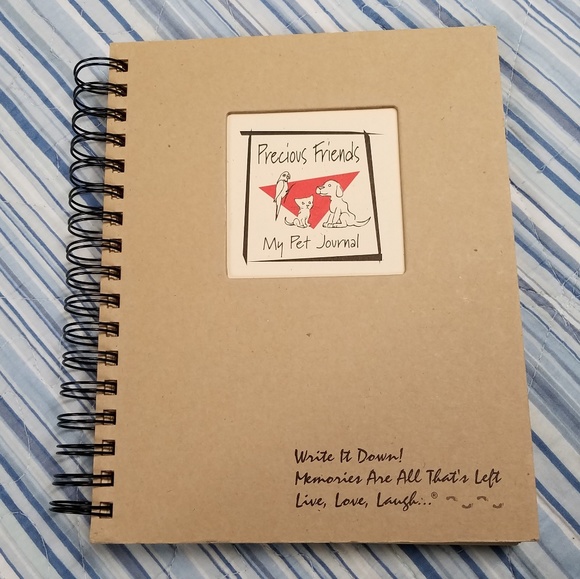 Precious Friends
My Pet Journal
Write It Down!
Memories Are All That's Left
Live, Love, Laugh...®